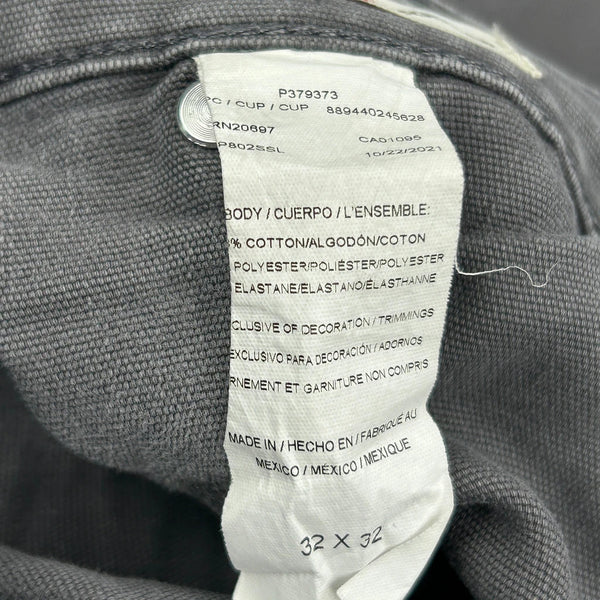 P379373
PC / CUP / CUP 889440245628
RN20697 CA01095
P802SSL 10/22/2021
BODY / CUERPO / L'ENSEMBLE:
% COTTON/ALGODÓN/COTON
POLYESTER/POLIÉSTER/POLYESTER
ELASTANE/ELASTANO/ÉLASTHANNE
CLUSIVE OF DECORATION / TRIMMINGS
EXCLUSIVO PARA DECORACIÓN / ADORNOS
RNEMENT ET GARNITURE NON COMPRIS
MADE IN / HECHO EN / FABRIQUÉ AU
MEXICO / MÉXICO / MEXIQUE
32 X 32